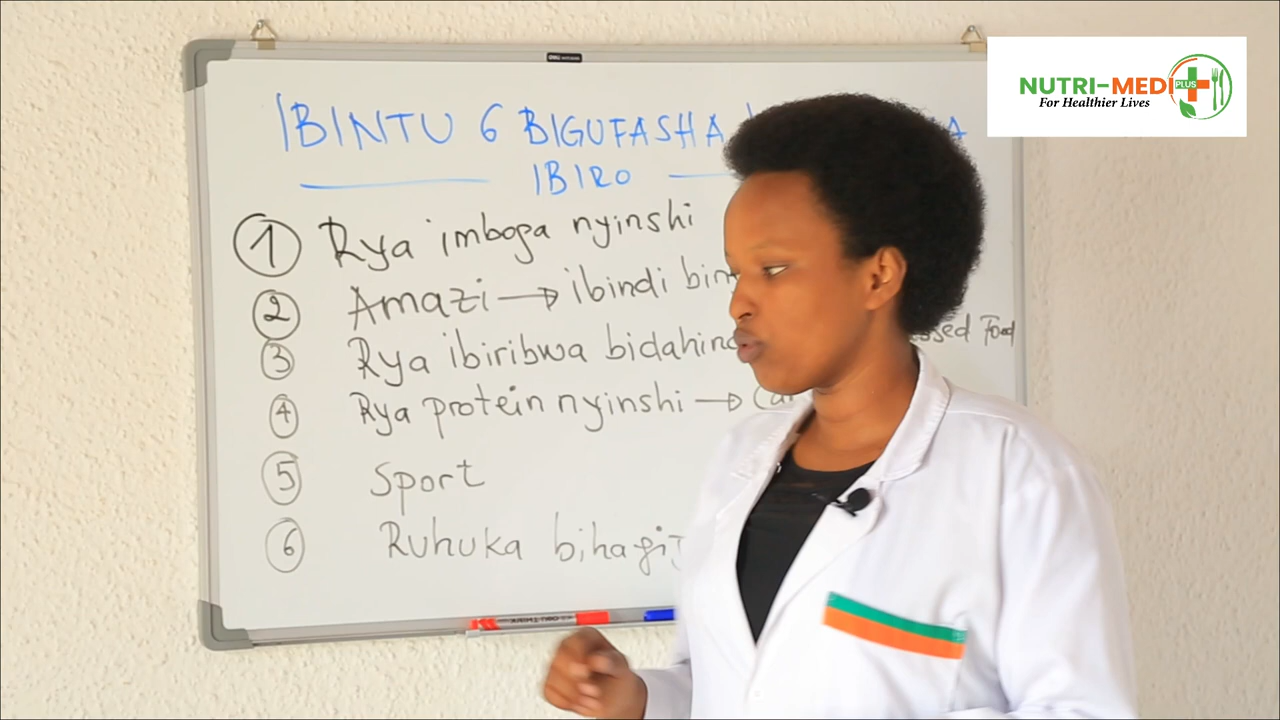 NUTRI-MEDI PLUS
For Healthier Lives
IBINTU 6 BIGUFASHA
IBIRO
1 Rya imboga nyinshi
2 Amazi → ibindi
3 Rya ibiribwa Food
4 Rya protein nyinshi →
5 Sport
6 Ruhuka